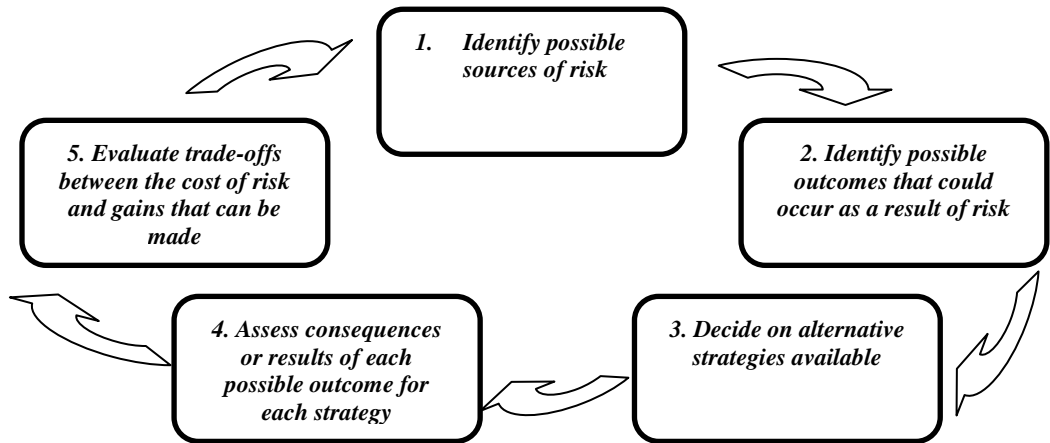 1. Identify possible
sources of risk
2. Identify possible
outcomes that could
occur as a result of risk
3. Decide on alternative
strategies available
4. Assess consequences
or results of each
possible outcome for
each strategy
5. Evaluate trade-offs
between the cost of risk
and gains that can be
made